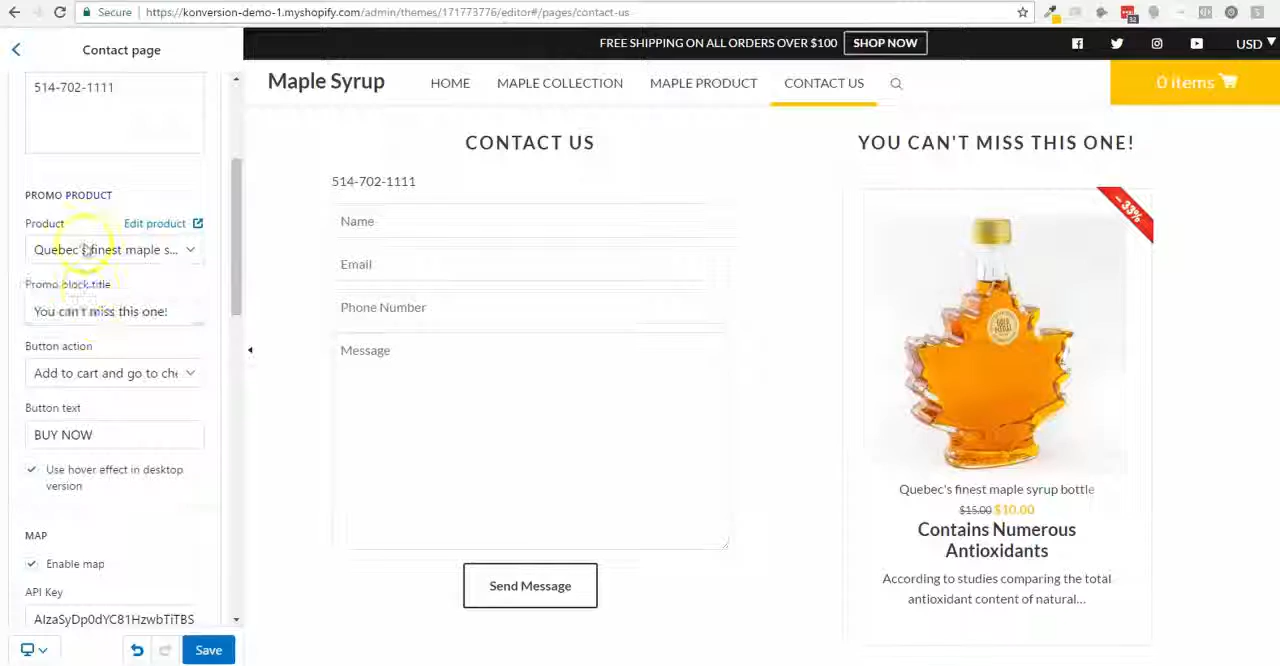 Secure
https://konversion-demo-1.myshopify.com/admin/themes/171773776/editor#/pages/contact-us
32
Contact page
514-702-1111
PROMO PRODUCT
Product
Edit product
Quebec's finest maple s...
Promo block title
You can't miss this one!
Button action
Add to cart and go to che
Button text
BUY NOW
Use hover effect in desktop
version
MAP
Enable map
API Key
AIzaSyDp0dYC81HzwbTiTBS
Save
FREE SHIPPING ON ALL ORDERS OVER $100
SHOP NOW
USD
Maple Syrup
HOME
MAPLE COLLECTION
MAPLE PRODUCT
CONTACT US
0 items
CONTACT US
514-702-1111
Name
Email
Phone Number
Message
Send Message
YOU CAN'T MISS THIS ONE!
- 33%
Quebec's finest maple syrup bottle
$15.00 $10.00
Contains Numerous
Antioxidants
According to studies comparing the total
antioxidant content of natural...